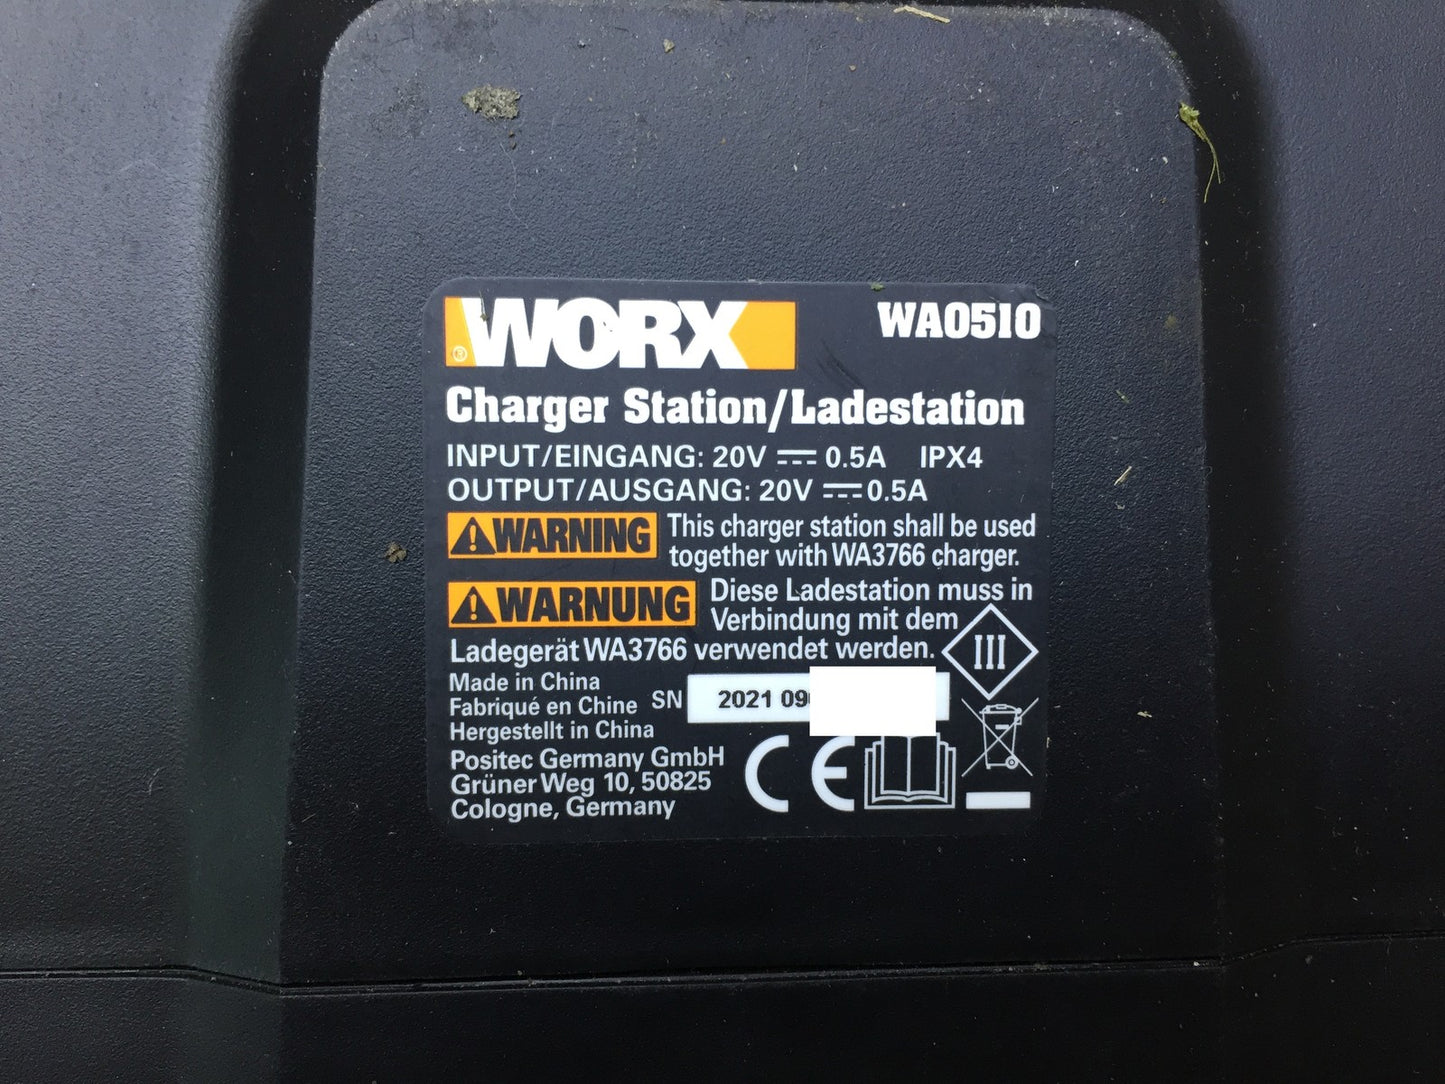 WORX WA0510
®
Charger Station/Ladestation
INPUT/EINGANG: 20V ⎓ 0.5A IPX4
OUTPUT/AUSGANG: 20V ⎓ 0.5A
WARNING This charger station shall be used
together with WA3766 charger.
WARNUNG Diese Ladestation muss in
Verbindung mit dem
Ladegerät WA3766 verwendet werden.
III
Made in China
Fabriqué en Chine SN 2021 09
Hergestellt in China
Positec Germany GmbH
Grüner Weg 10, 50825
Cologne, Germany
CE